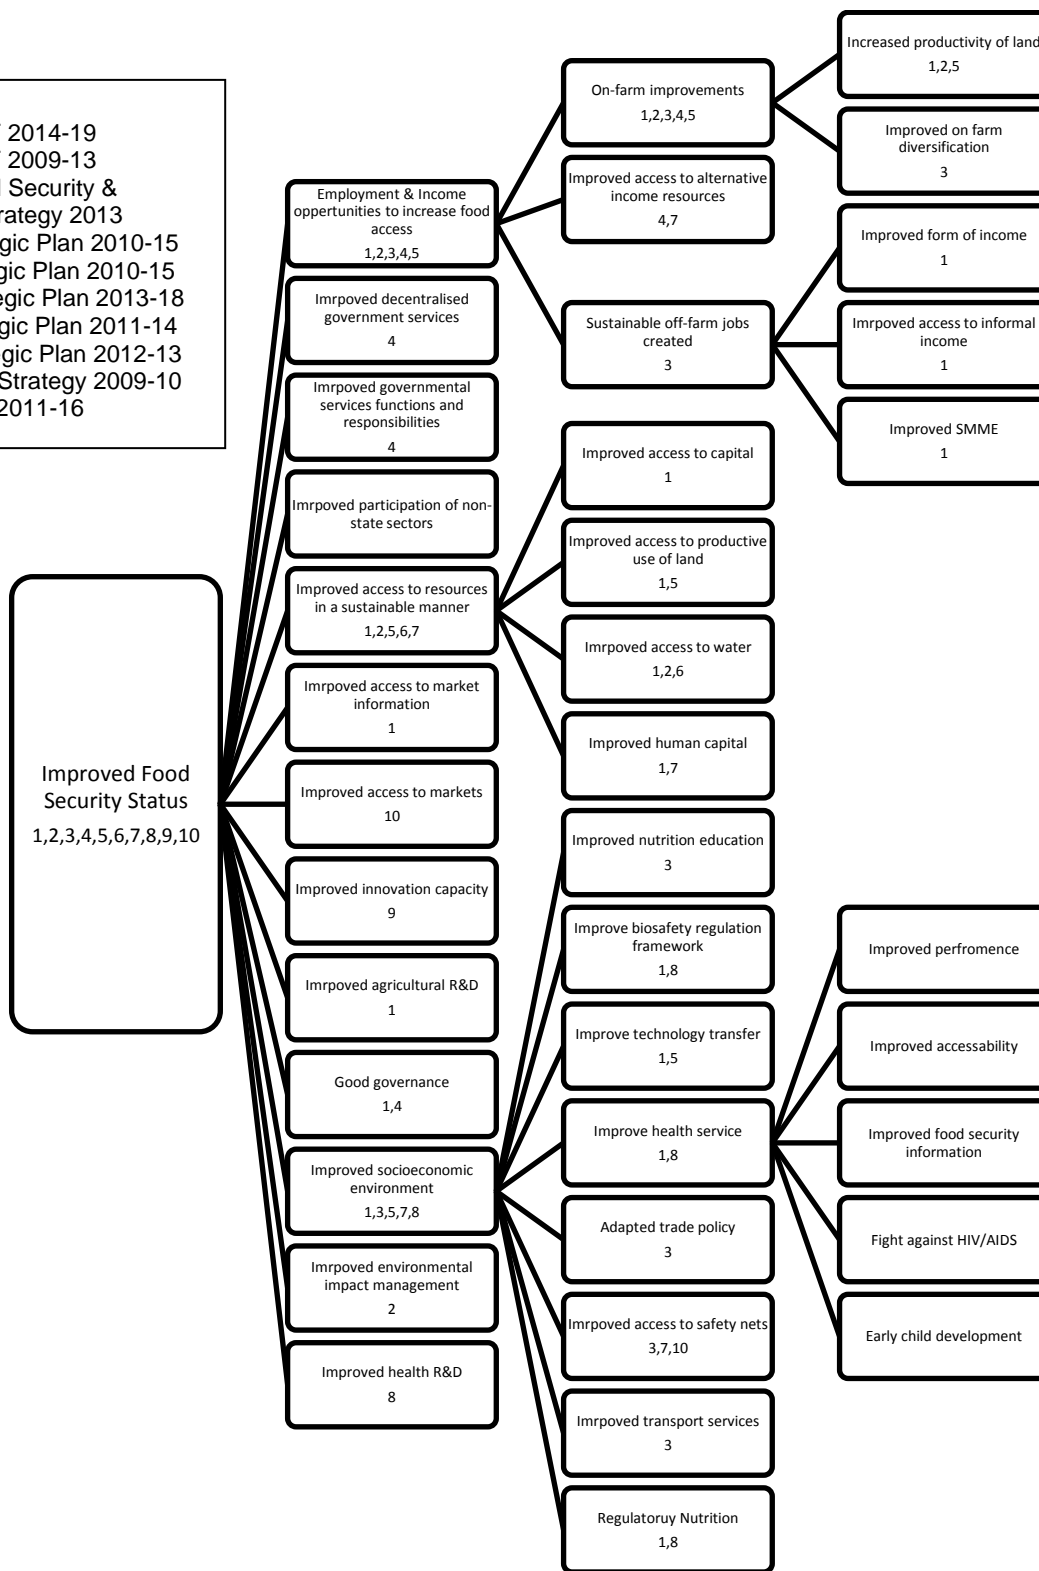 2014-19
2009-13
Security &
2013
Plan 2010-15
Plan 2010-15
Plan 2013-18
Plan 2011-14
Plan 2012-13
Strategy 2009-10
2011-16
Improved Food
Security Status
1,2,3,4,5,6,7,8,9,10
Employment & Income
oppertunities to increase food
access
1,2,3,4,5
Imrpoved decentralised
government services
4
Imrpoved governmental
services functions and
responsibilities
4
Imrpoved participation of non-
state sectors
Improved access to resources
in a sustainable manner
1,2,5,6,7
Imrpoved access to market
information
1
Improved access to markets
10
Improved innovation capacity
9
Imrpoved agricultural R&D
1
Good governance
1,4
Improved socioeconomic
environment
1,3,5,7,8
Imrpoved environmental
impact management
2
Improved health R&D
8
On-farm improvements
1,2,3,4,5
Improved access to alternative
income resources
4,7
Sustainable off-farm jobs
created
3
Improved access to capital
1
Improved access to productive
use of land
1,5
Imrpoved access to water
1,2,6
Improved human capital
1,7
Improved nutrition education
3
Improve biosafety regulation
framework
1,8
Improve technology transfer
1,5
Improve health service
1,8
Adapted trade policy
3
Imrpoved access to safety nets
3,7,10
Imrpoved transport services
3
Regulatoruy Nutrition
1,8
Increased productivity of land
1,2,5
Improved on farm
diversification
3
Improved form of income
1
Imrpoved access to informal
income
1
Improved SMME
1
Improved perfromence
Improved accessability
Improved food security
information
Fight against HIV/AIDS
Early child development